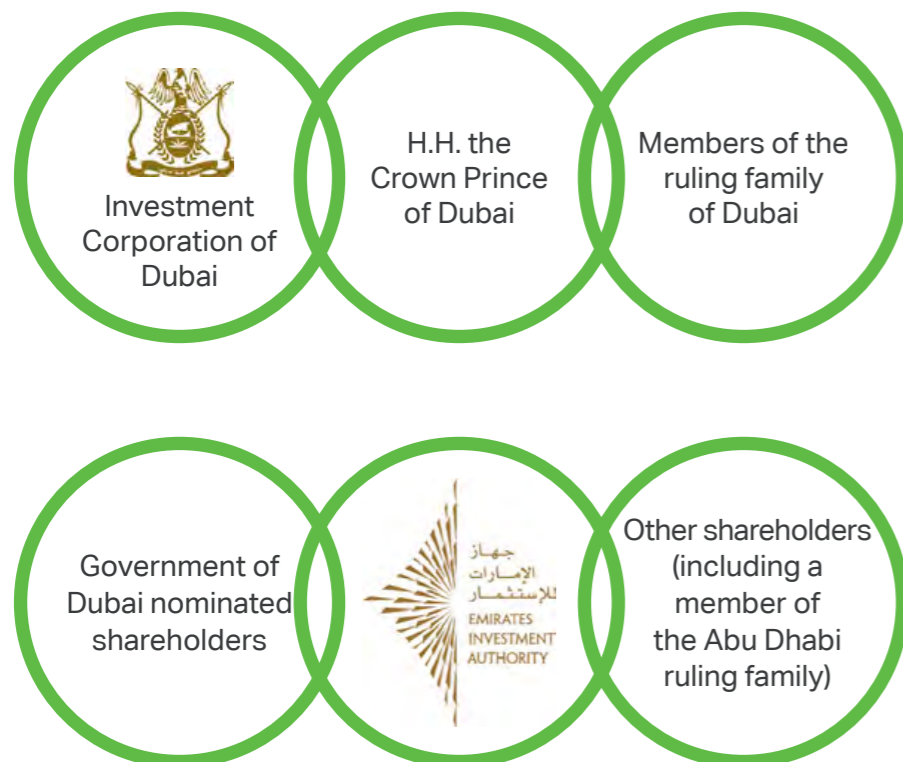 Investment
Corporation of
Dubai
H.H. the
Crown Prince
of Dubai
Members of the
ruling family
of Dubai
Government of
Dubai nominated
shareholders
جهاز
الإمارات
للإستثمار
EMIRATES
INVESTMENT
AUTHORITY
Other shareholders
(including a
member of
the Abu Dhabi
ruling family)